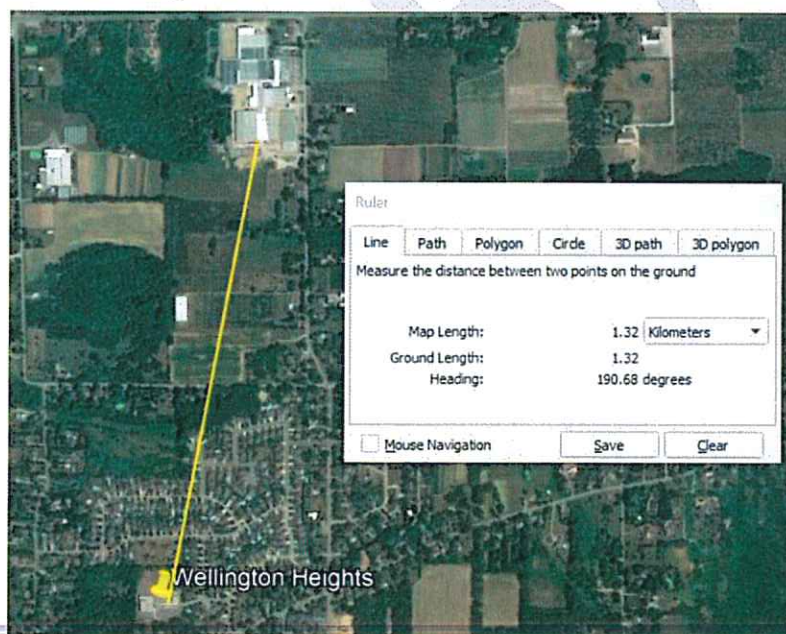 Ruler
Line Path Polygon Circle 3D path 3D polygon
Measure the distance between two points on the ground
Map Length: 1.32 Kilometers
Ground Length: 1.32
Heading: 190.68 degrees
Mouse Navigation Save Clear
Wellington Heights